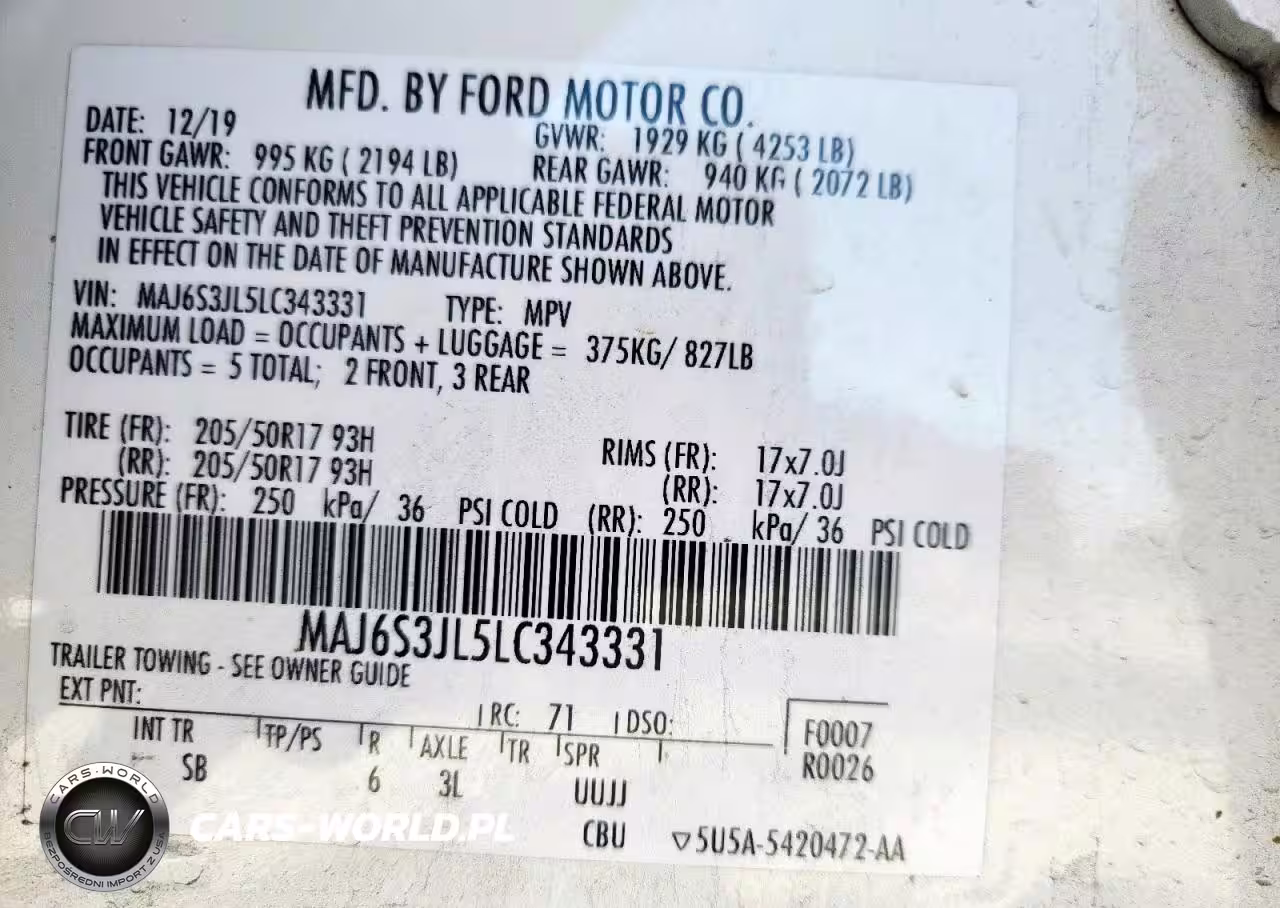 MFD. BY FORD MOTOR CO.
DATE: 12/19 GVWR: 1929 KG ( 4253 LB)
FRONT GAWR: 995 KG ( 2194 LB) REAR GAWR: 940 KG ( 2072 LB)
THIS VEHICLE CONFORMS TO ALL APPLICABLE FEDERAL MOTOR
VEHICLE SAFETY AND THEFT PREVENTION STANDARDS
IN EFFECT ON THE DATE OF MANUFACTURE SHOWN ABOVE.
VIN: MAJ6S3JL5LC343331 TYPE: MPV
MAXIMUM LOAD = OCCUPANTS + LUGGAGE = 375KG/ 827LB
OCCUPANTS = 5 TOTAL; 2 FRONT, 3 REAR
TIRE (FR): 205/50R17 93H RIMS (FR): 17x7.0J
(RR): 205/50R17 93H (RR): 17x7.0J
PRESSURE (FR): 250 kPa/ 36 PSI COLD (RR): 250 kPa/ 36 PSI COLD
MAJ6S3JL5LC343331
TRAILER TOWING - SEE OWNER GUIDE
EXT PNT: RC: 71 DSO: F0007
INT TR TP/PS R AXLE TR SPR R0026
SB 6 3L UUJJ
CBU ▽5U5A-5420472-AA
CARS-WORLD
CW
BEZPOŚREDNI IMPORT Z USA
CARS-WORLD.PL